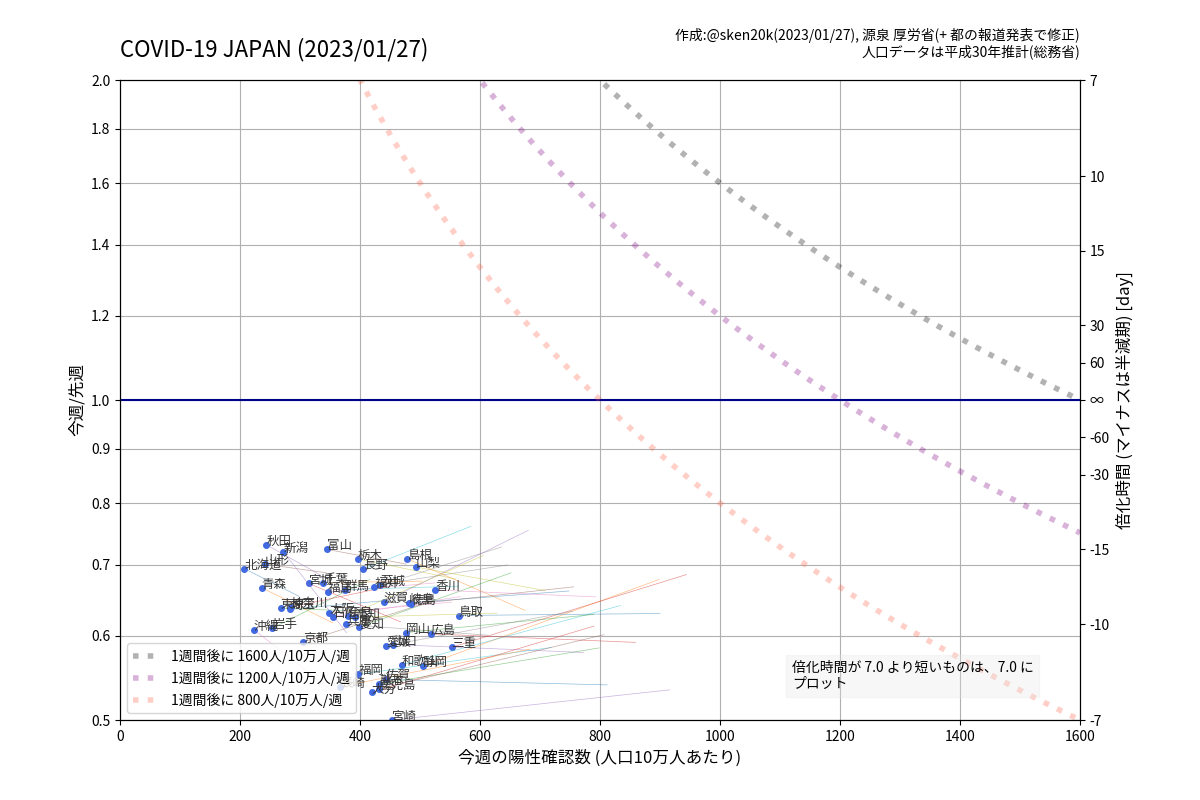 COVID-19 JAPAN (2023/01/27)
作成:@sken20k(2023/01/27), 源泉 厚労省(+ 都の報道発表で修正)
人口データは平成30年推計(総務省)
2.0
1.8
1.6
1.4
1.2
1.0
0.9
0.8
0.7
0.6
0.5
今週/先週
7
10
15
30
60
∞
-60
-30
-15
-10
-7
倍化時間 (マイナスは半減期) [day]
秋田
新潟
富山
山形
北海道
栃木
長野
島根
山梨
青森
宮城
千葉
群馬
香川
滋賀
鳥取
岩手
沖縄
京都
愛知
岡山
広島
三重
和歌山
静岡
福岡
佐賀
宮崎
1週間後に 1600人/10万人/週
1週間後に 1200人/10万人/週
1週間後に 800人/10万人/週
倍化時間が 7.0 より短いものは、7.0 に
プロット
0
200
400
600
800
1000
1200
1400
1600
今週の陽性確認数 (人口10万人あたり)